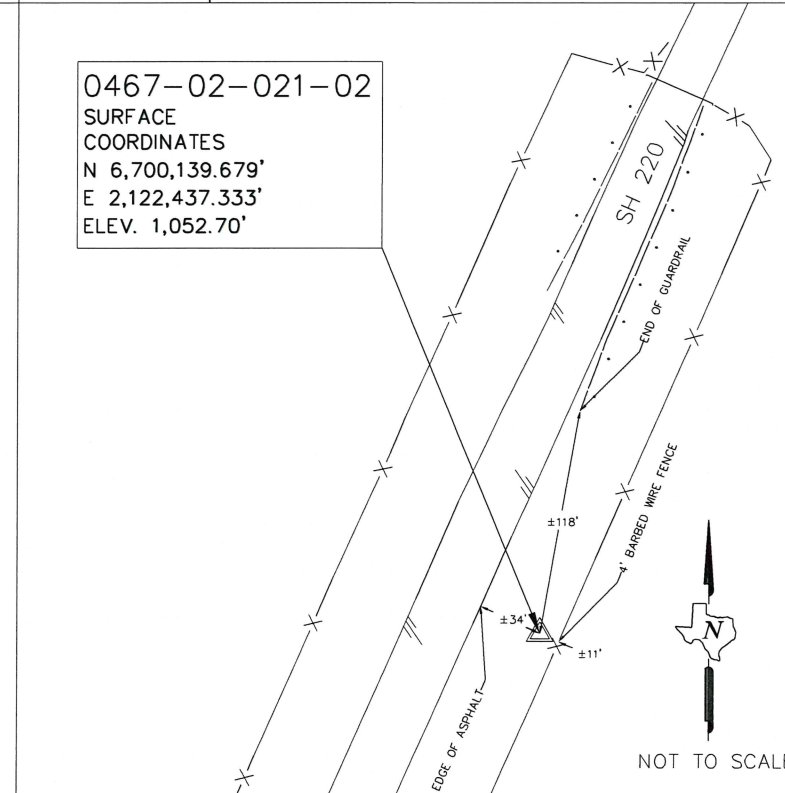 0467-02-021-02
SURFACE
COORDINATES
N 6,700,139.679'
E 2,122,437.333'
ELEV. 1,052.70'
SH 220
END OF GUARDRAIL
4' BARBED WIRE FENCE
±118'
±34'
±11'
EDGE OF ASPHALT
N
NOT TO SCALE